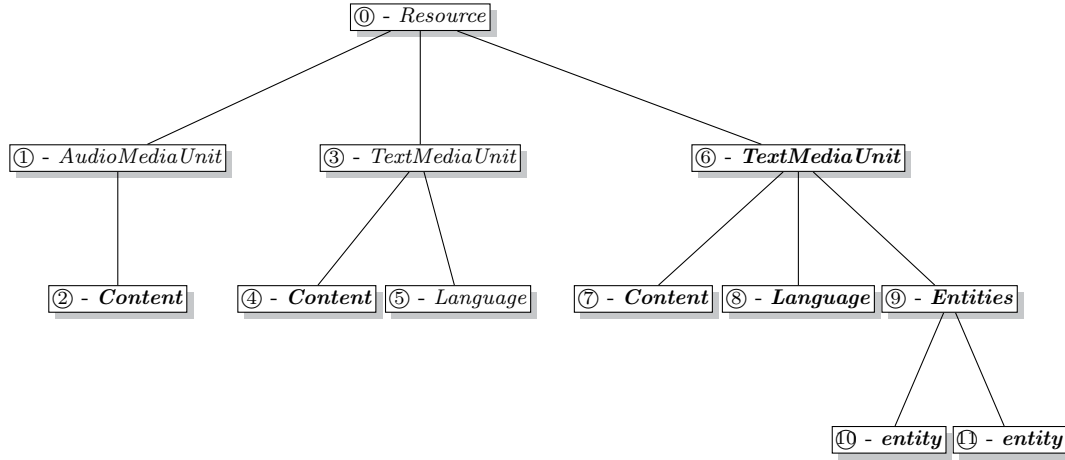 ⓪ - Resource
① - AudioMediaUnit
③ - TextMediaUnit
⑥ - TextMediaUnit
② - Content
④ - Content
⑤ - Language
⑦ - Content
⑧ - Language
⑨ - Entities
⑩ - entity
⑪ - entity